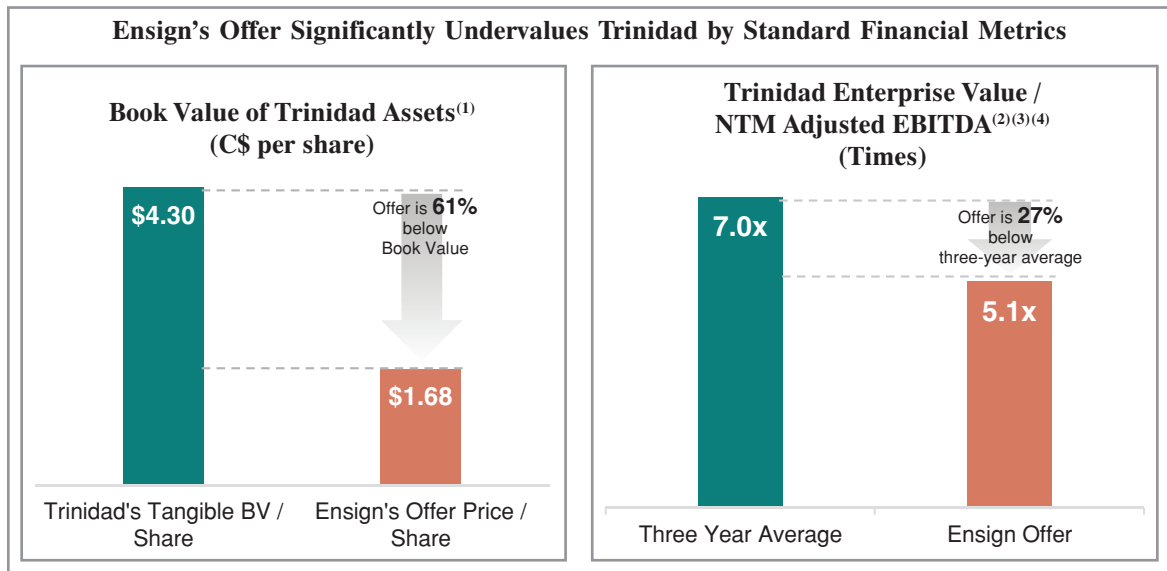 Ensign's Offer Significantly Undervalues Trinidad by Standard Financial Metrics
Book Value of Trinidad Assets(1)
(C$ per share)
$4.30
Offer is 61%
below
Book Value
$1.68
Trinidad's Tangible BV /
Share
Ensign's Offer Price /
Share
Trinidad Enterprise Value /
NTM Adjusted EBITDA(2)(3)(4)
(Times)
7.0x
Offer is 27%
below
three-year average
5.1x
Three Year Average
Ensign Offer